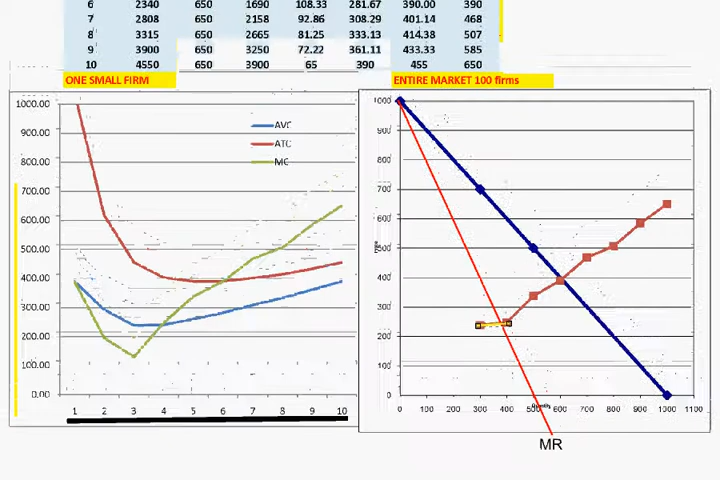 6 2340 650 1690 108.33 281.67 390.00 390
7 2808 650 2158 92.86 308.29 401.14 468
8 3315 650 2665 81.25 333.13 414.38 507
9 3900 650 3250 72.22 361.11 433.33 585
10 4550 650 3900 65 390 455 650
ONE SMALL FIRM ENTIRE MARKET 100 firms
1000.00
900.00
800.00
700.00
600.00
500.00
400.00
300.00
200.00
100.00
0.00
1 2 3 4 5 6 7 8 9 10
AVC
ATC
MC
1000
900
800
700
600
500
400
300
200
100
0
0 100 200 300 400 500 600 700 800 900 1000 1100
MR